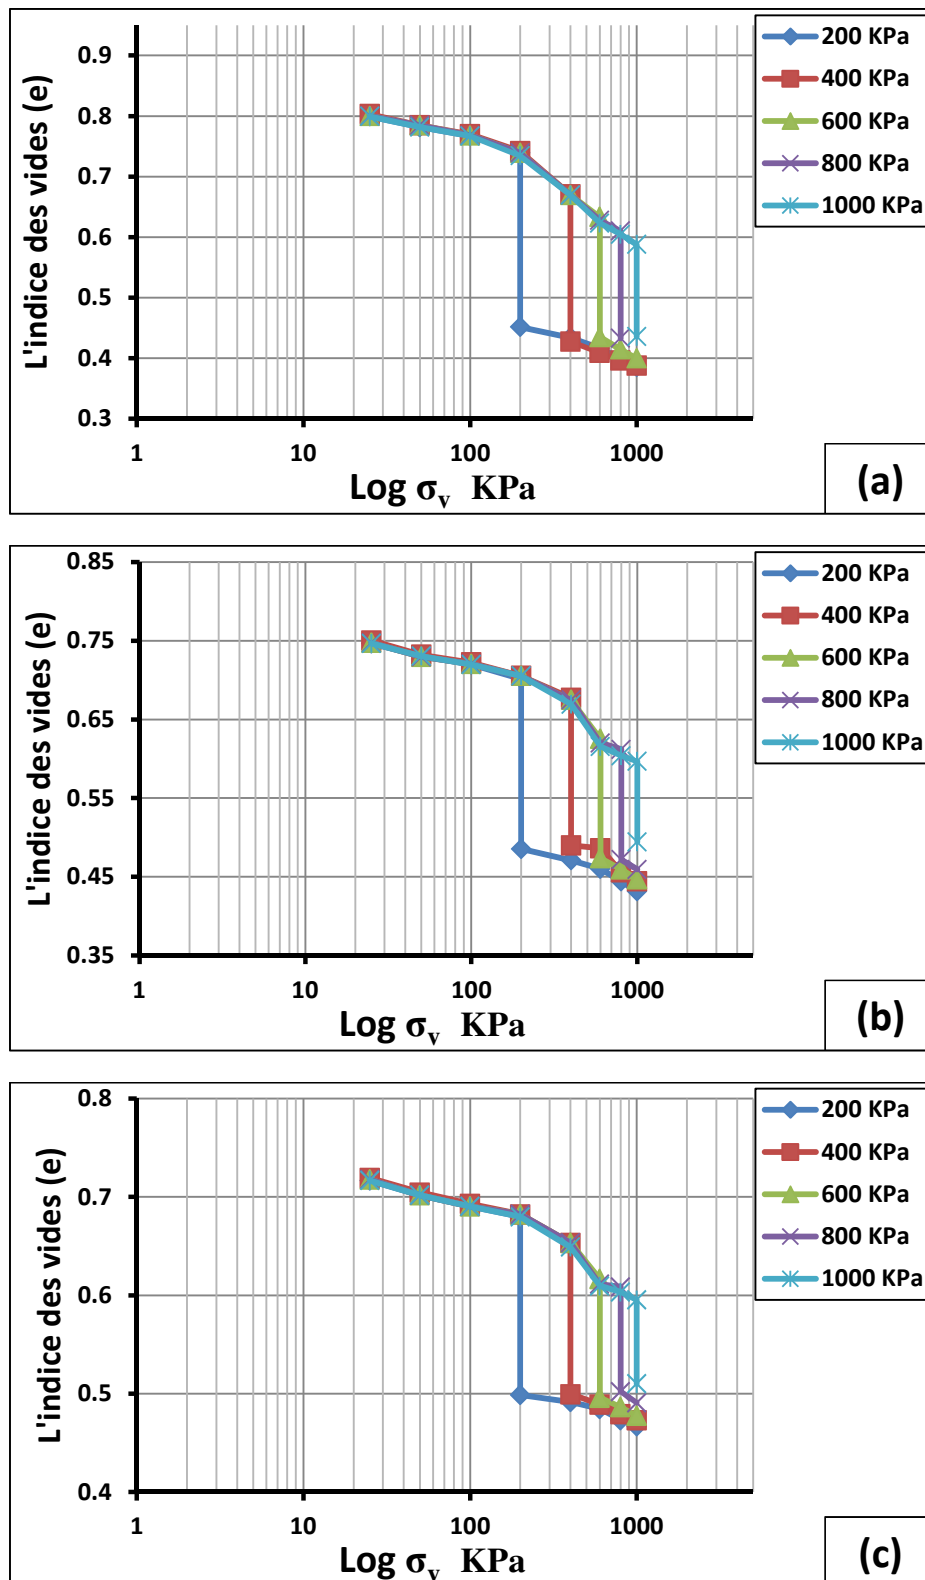 0.9
0.8
0.7
0.6
0.5
0.4
0.3
L'indice des vides (e)
1 10 100 1000
Log σv KPa
200 KPa
400 KPa
600 KPa
800 KPa
1000 KPa
(a)
0.85
0.75
0.65
0.55
0.45
0.35
L'indice des vides (e)
1 10 100 1000
Log σv KPa
200 KPa
400 KPa
600 KPa
800 KPa
1000 KPa
(b)
0.8
0.7
0.6
0.5
0.4
L'indice des vides (e)
1 10 100 1000
Log σv KPa
200 KPa
400 KPa
600 KPa
800 KPa
1000 KPa
(c)